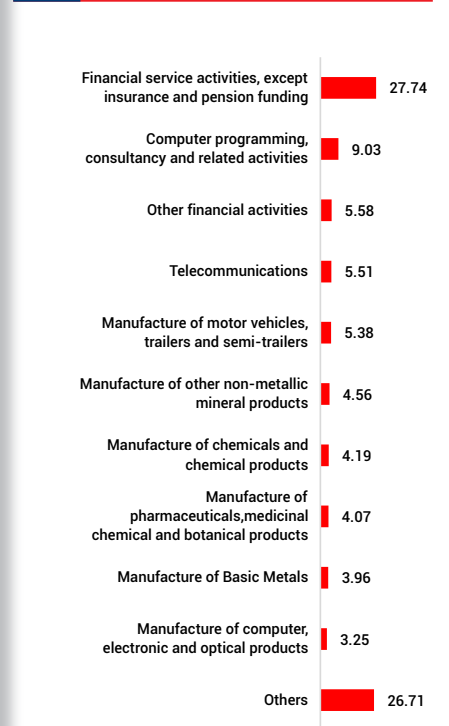 Financial service activities, except
insurance and pension funding
27.74
Computer programming,
consultancy and related activities
9.03
Other financial activities
5.58
Telecommunications
5.51
Manufacture of motor vehicles,
trailers and semi-trailers
5.38
Manufacture of other non-metallic
mineral products
4.56
Manufacture of chemicals and
chemical products
4.19
Manufacture of
pharmaceuticals,medicinal
chemical and botanical products
4.07
Manufacture of Basic Metals
3.96
Manufacture of computer,
electronic and optical products
3.25
Others
26.71